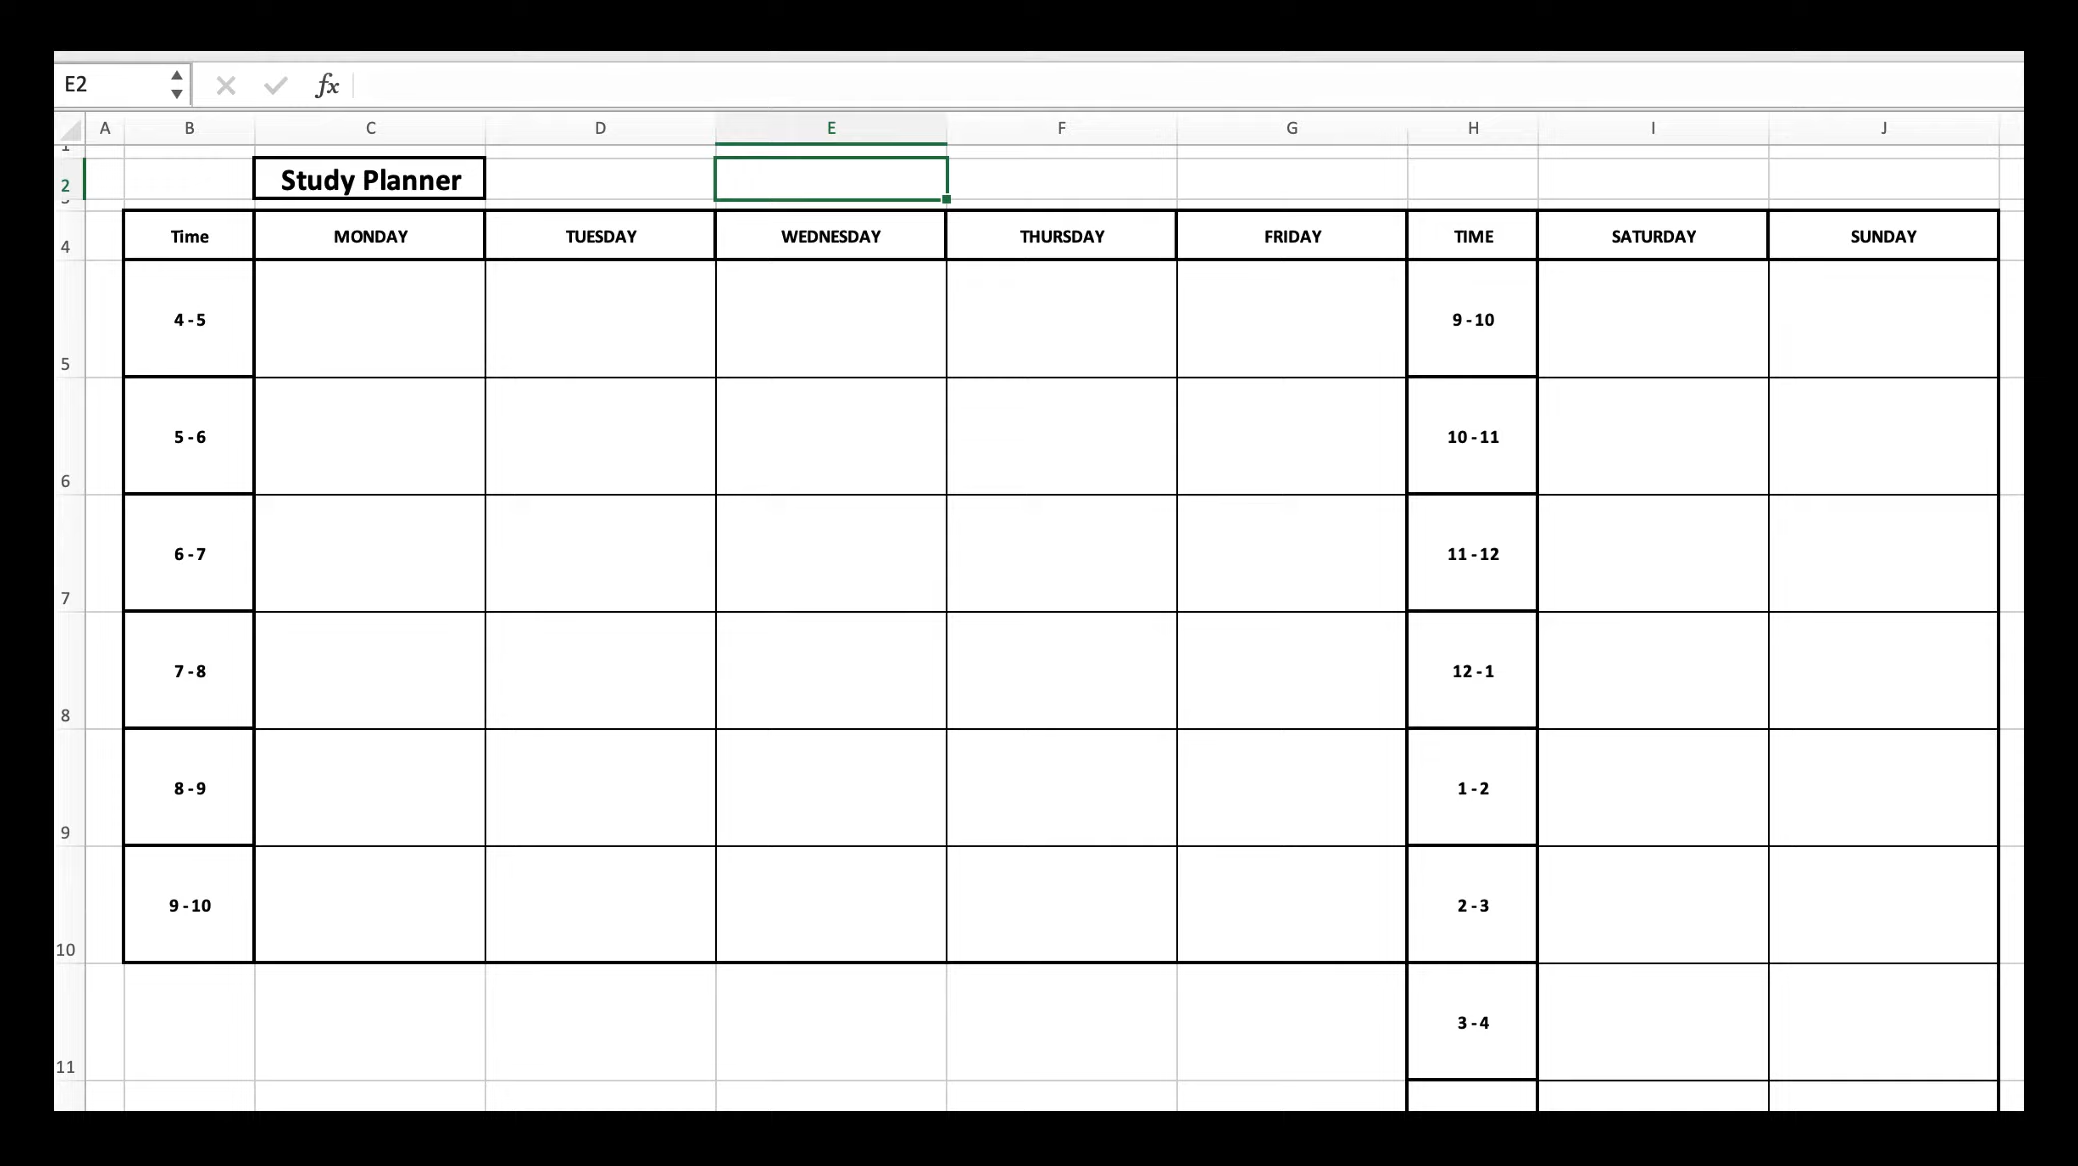 E2 fx
A B C D E F G H I J
1
2 Study Planner
3
4 Time MONDAY TUESDAY WEDNESDAY THURSDAY FRIDAY TIME SATURDAY SUNDAY
4 - 5 9 - 10
5
5 - 6 10 - 11
6
6 - 7 11 - 12
7
7 - 8 12 - 1
8
8 - 9 1 - 2
9
9 - 10 2 - 3
10
3 - 4
11